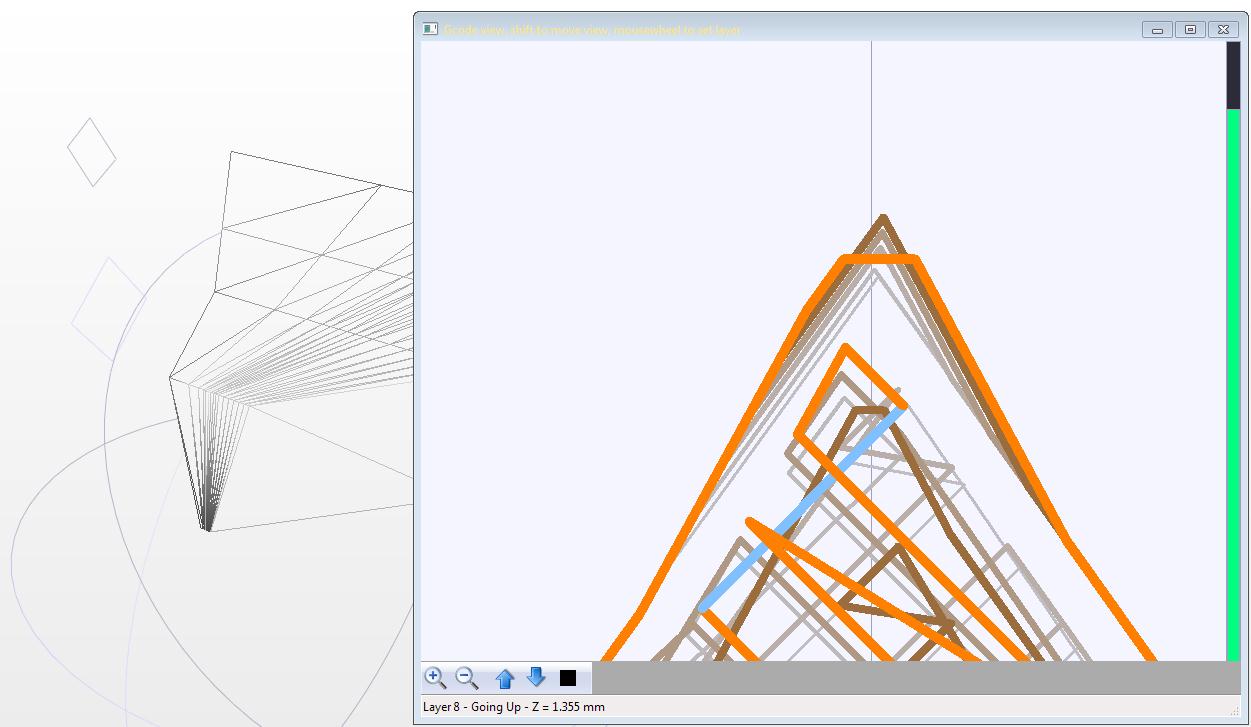 Gcode view, shift to move view, mousewheel to set layer
Layer 8 - Going Up - Z = 1.355 mm